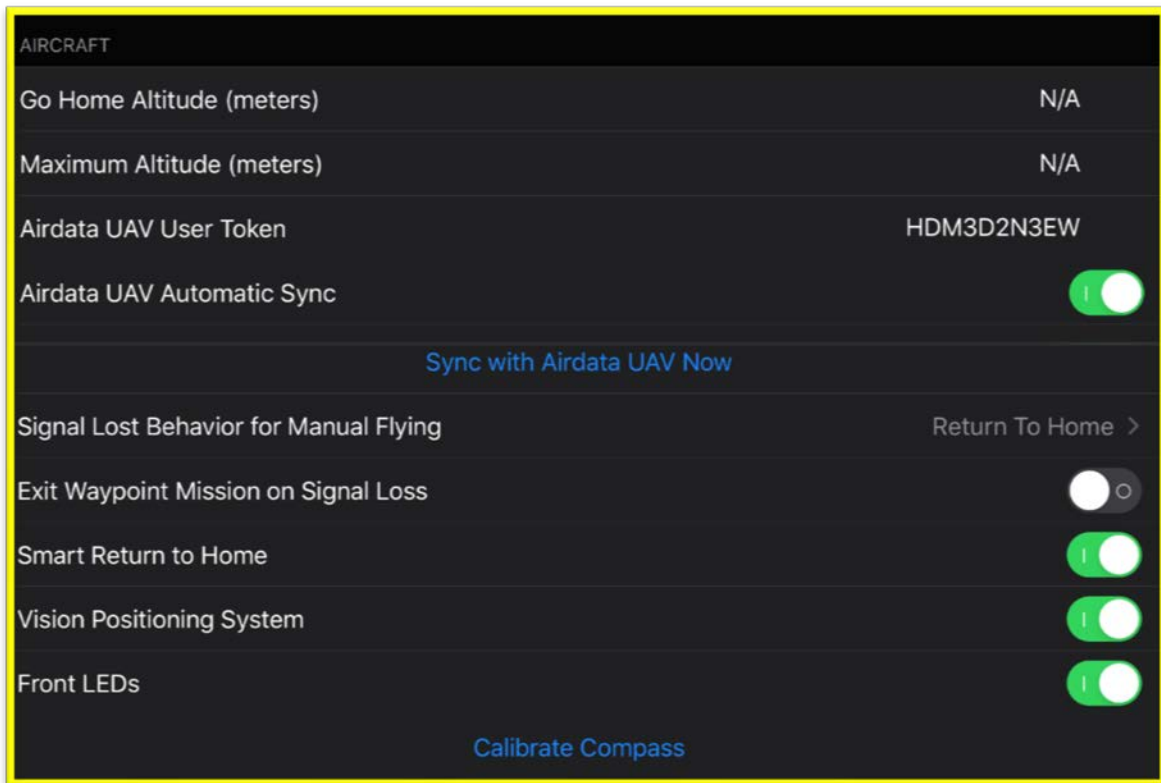 AIRCRAFT
Go Home Altitude (meters) N/A
Maximum Altitude (meters) N/A
Airdata UAV User Token HDM3D2N3EW
Airdata UAV Automatic Sync
Sync with Airdata UAV Now
Signal Lost Behavior for Manual Flying Return To Home >
Exit Waypoint Mission on Signal Loss
Smart Return to Home
Vision Positioning System
Front LEDs
Calibrate Compass